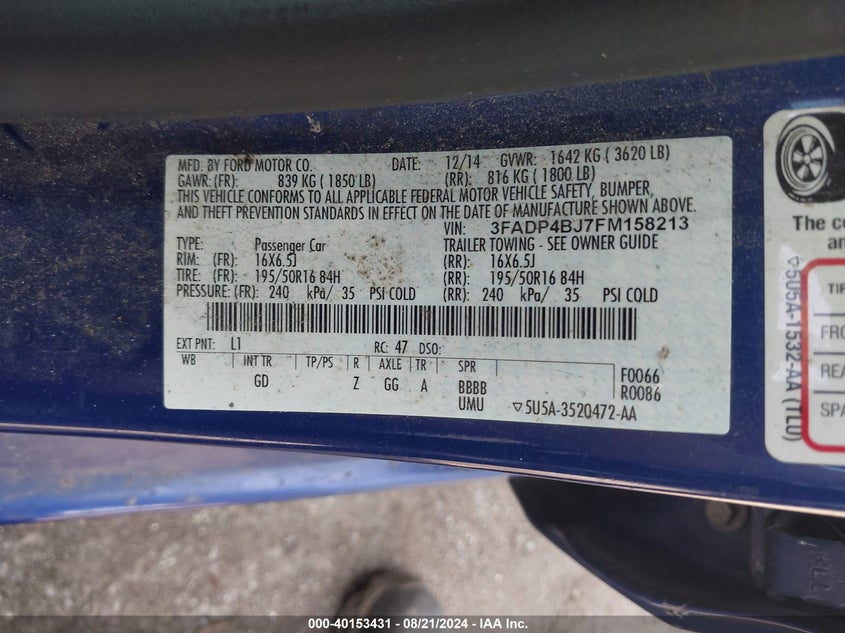 MFD. BY FORD MOTOR CO. DATE: 12/14 GVWR: 1642 KG ( 3620 LB)
GAWR: (FR): 839 KG ( 1850 LB) (RR): 816 KG ( 1800 LB)
THIS VEHICLE CONFORMS TO ALL APPLICABLE FEDERAL MOTOR VEHICLE SAFETY, BUMPER,
AND THEFT PREVENTION STANDARDS IN EFFECT ON THE DATE OF MANUFACTURE SHOWN ABOVE.
VIN: 3FADP4BJ7FM158213
TYPE: Passenger Car TRAILER TOWING - SEE OWNER GUIDE
RIM: (FR) 16X6.5J (RR): 16X6.5J
TIRE: (FR) 195/50R16 84H (RR): 195/50R16 84H
PRESSURE: (FR): 240 kPa/ 35 PSI COLD (RR): 240 kPa/ 35 PSI COLD
EXT PNT: L1 RC: 47 DSO:
WB INT TR TP/PS R AXLE TR SPR
GD Z GG A BBBB
UMU
F0066
R0086
▽5U5A-3520472-AA
The co
an
▽5U5A-1532-AA (TLD)
TIR
FRO
REA
SPA
000-40153431 - 08/21/2024 - IAA Inc.